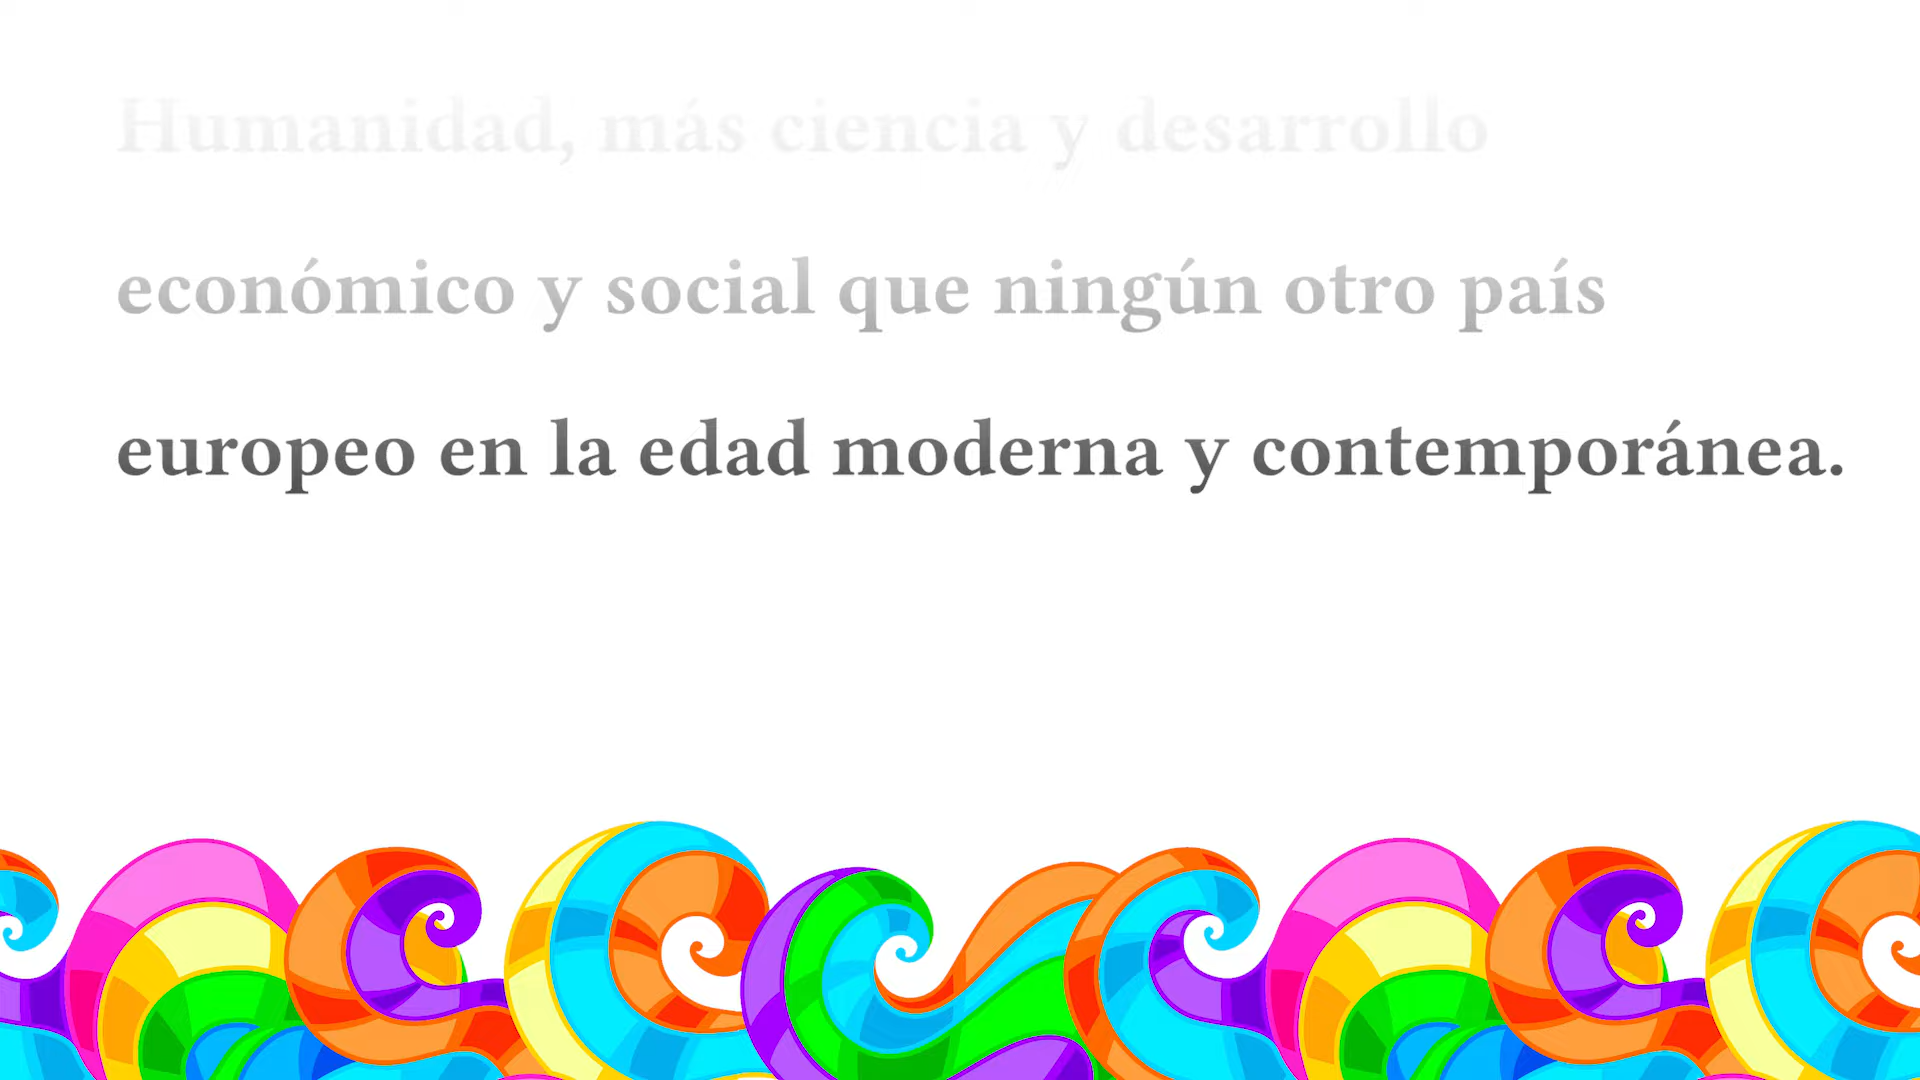 Humanidad, más ciencia y desarrollo
económico y social que ningún otro país
europeo en la edad moderna y contemporánea.